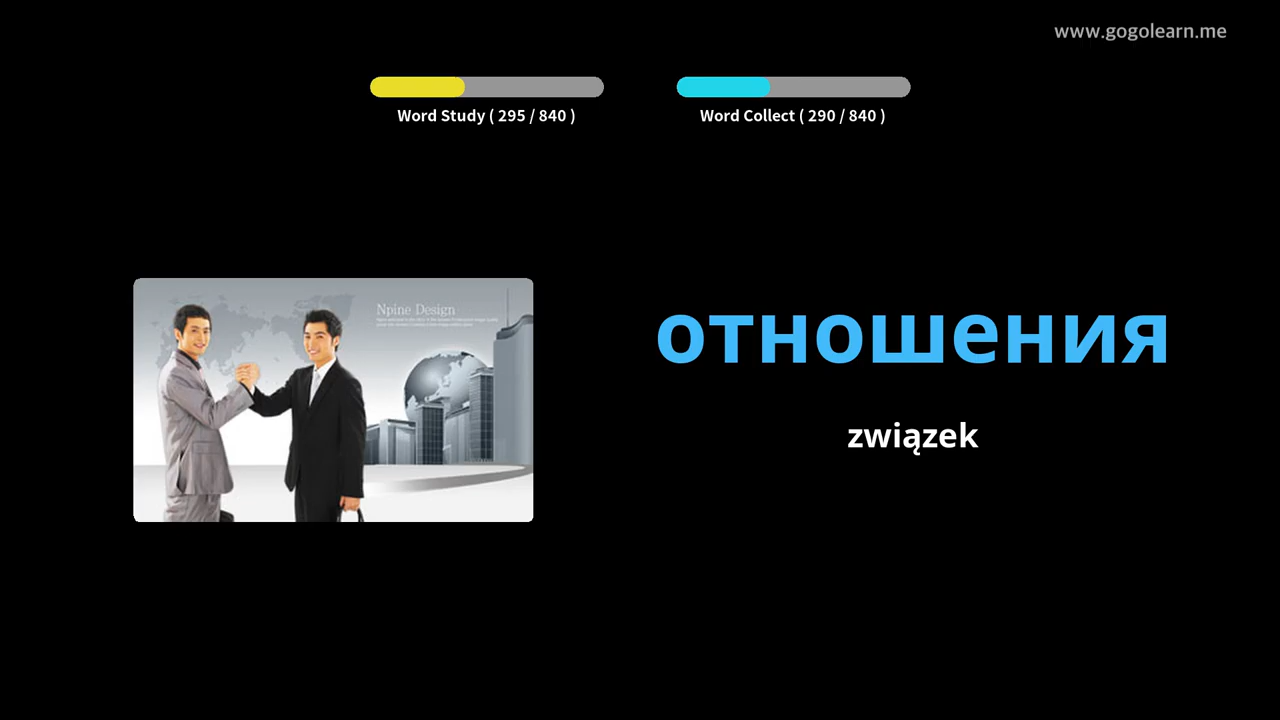 www.gogolearn.me
Word Study ( 295 / 840 )
Word Collect ( 290 / 840 )
Npine Design
отношения
związek